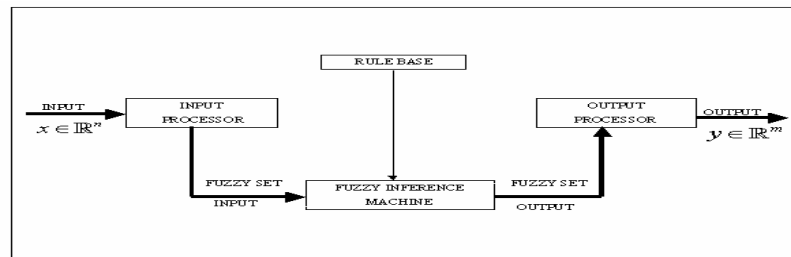 RULE BASE
INPUT
x ∈ ℝⁿ
INPUT
PROCESSOR
OUTPUT
PROCESSOR
OUTPUT
y ∈ ℝᵐ
FUZZY SET
INPUT
FUZZY INFERENCE
MACHINE
FUZZY SET
OUTPUT